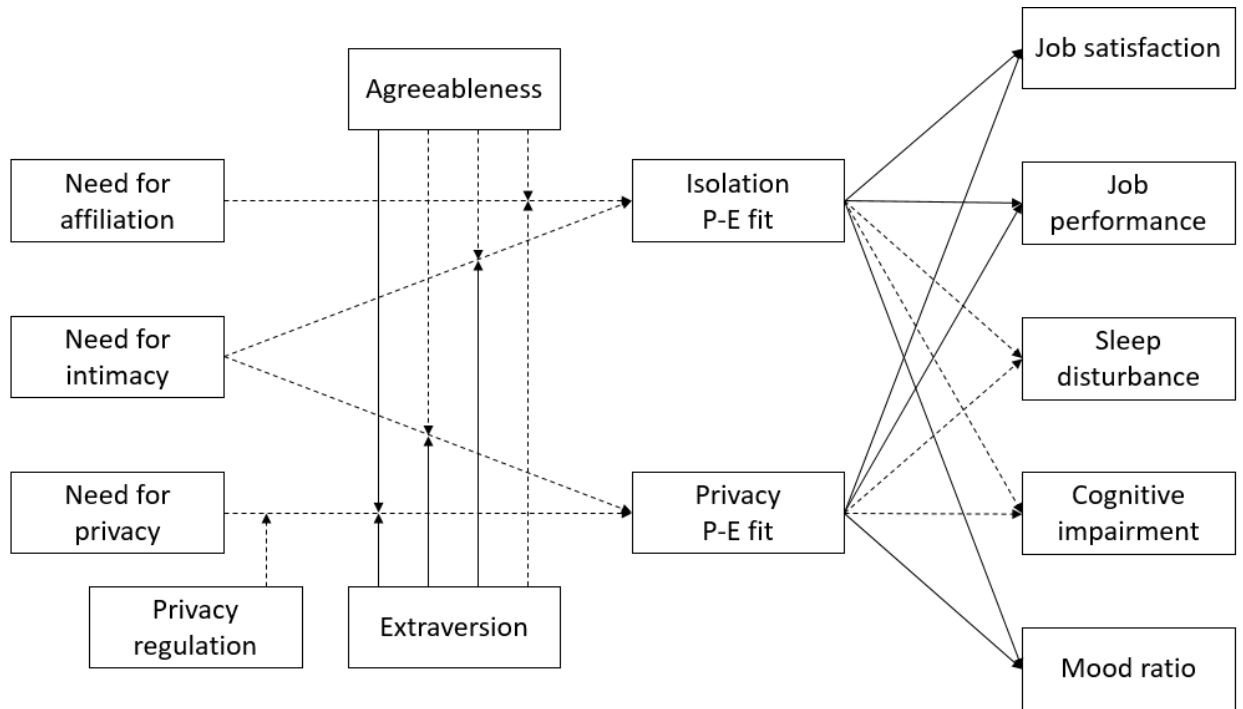 Agreeableness
Need for
affiliation
Need for
intimacy
Need for
privacy
Privacy
regulation
Extraversion
Isolation
P-E fit
Privacy
P-E fit
Job satisfaction
Job
performance
Sleep
disturbance
Cognitive
impairment
Mood ratio